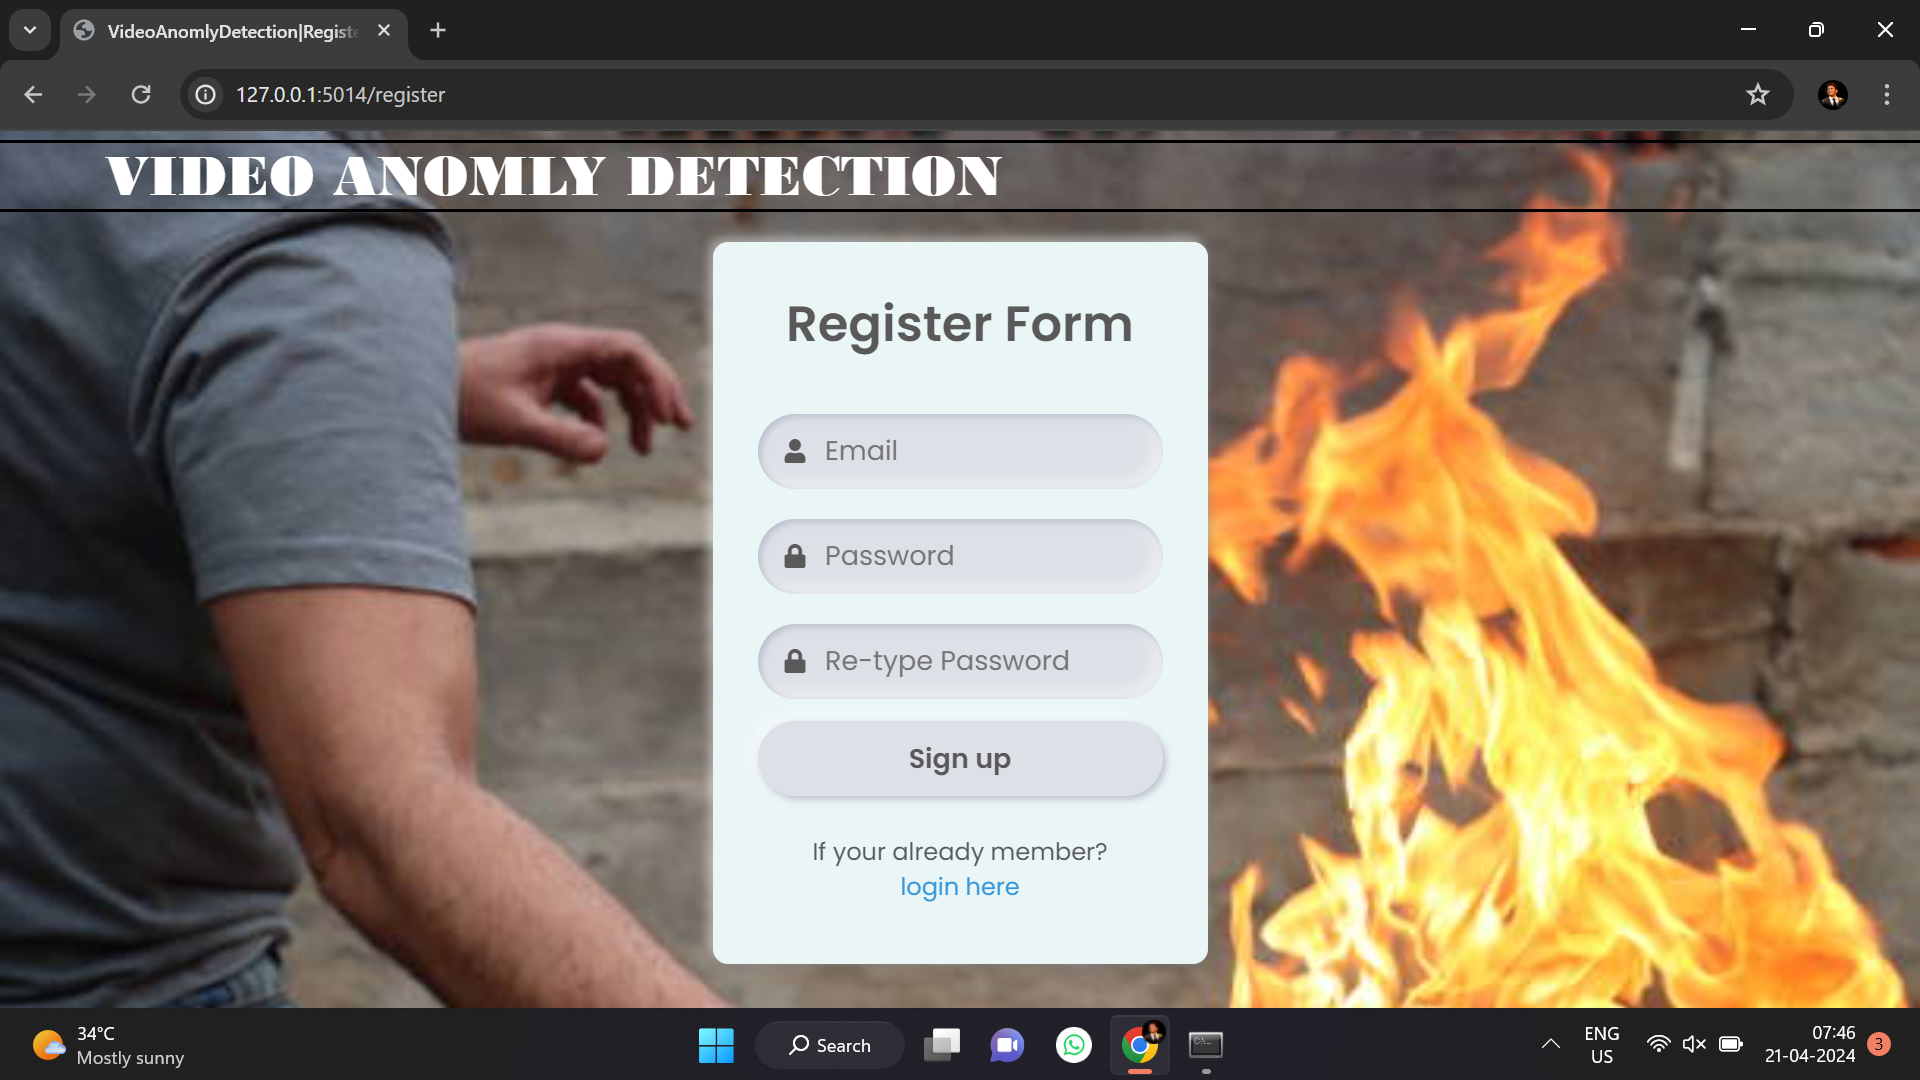 VideoAnomlyDetection|Registe
127.0.0.1:5014/register
VIDEO ANOMLY DETECTION
Register Form
Email
Password
Re-type Password
Sign up
If your already member?
login here
34°C
Mostly sunny
Search
ENG
US
07:46
21-04-2024
3